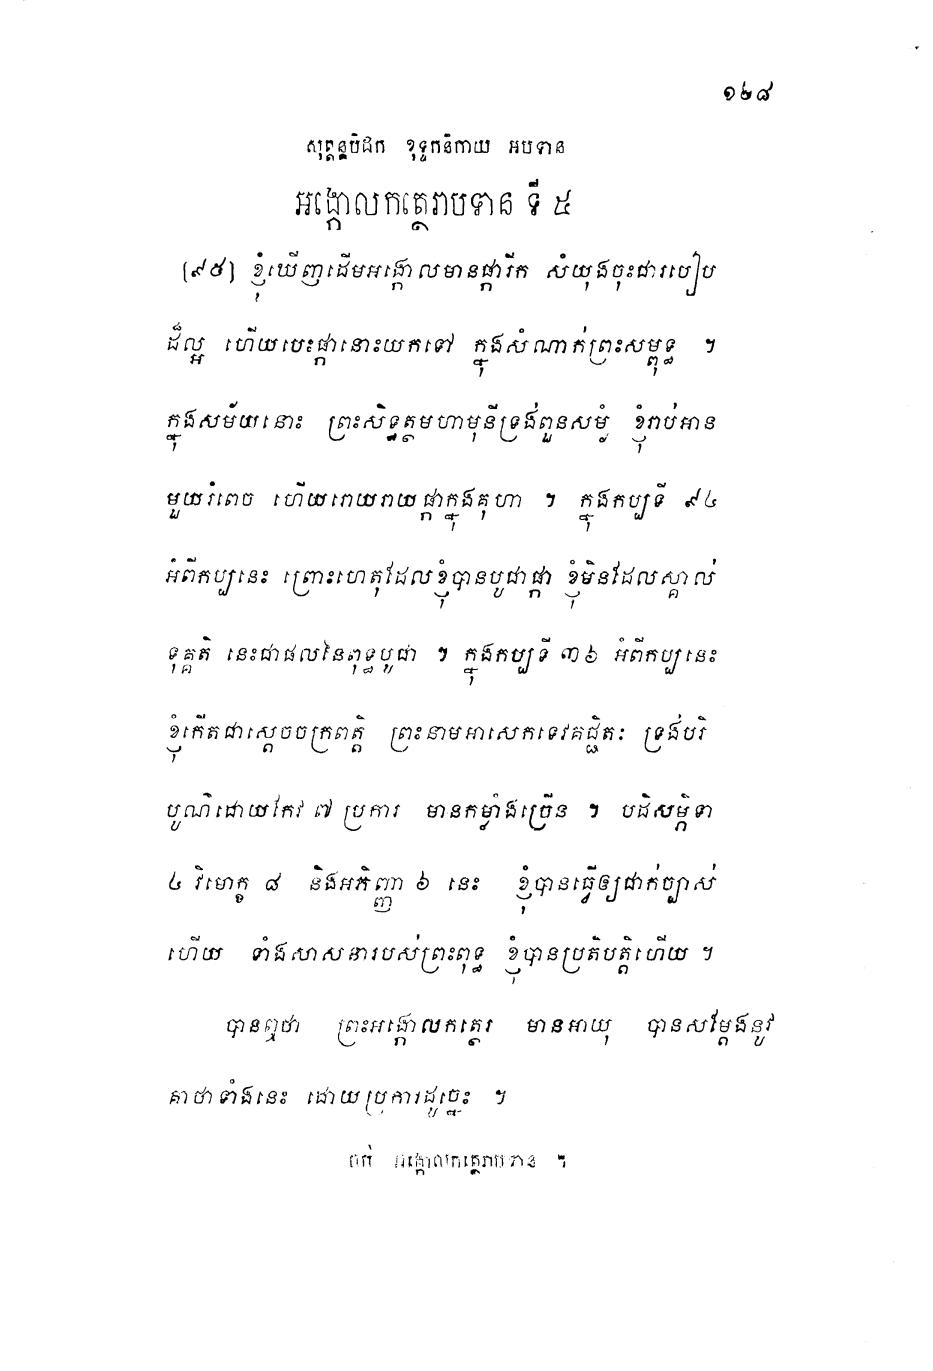 ១២៨
សុត្តន្តបិដក ខុទ្ទកនិកាយ អបទាន
អង្កោលកត្ថេរាបទាន ទី ៥
(៩៥) ខ្ញុំឃើញដើមអង្កោលមានផ្ការីក សំយុងចុះជារបៀប
ដ៏ល្អ ហើយបេះផ្កានោះយកទៅ ក្នុងសំណាក់ព្រះសម្ពុទ្ធ ។
ក្នុងសម័យនោះ ព្រះសិទ្ធត្ថមហាមុនីទ្រង់ពួនសម្ងំ ខ្ញុំរាប់អាន
មួយរំពេច ហើយរោយរាយផ្កាក្នុងគុហា ។ ក្នុងកប្បទី ៩៤
អំពីកប្បនេះ ព្រោះហេតុដែលខ្ញុំបានបូជាផ្កា ខ្ញុំមិនដែលស្គាល់
ទុគ្គតិ នេះជាផលនៃពុទ្ធបូជា ។ ក្នុងកប្បទី ៣៦ អំពីកប្បនេះ
ខ្ញុំកើតជាស្តេចចក្រពត្តិ ព្រះនាមអាសេកទេវគជ្ជិតៈ ទ្រង់បរិ
បូណ៌ដោយកែវ ៧ ប្រការ មានកម្លាំងច្រើន ។ បដិសម្ភិទា
៤ វិមោក្ខ ៨ និងអភិញ្ញា ៦ នេះ ខ្ញុំបានធ្វើឲ្យជាក់ច្បាស់
ហើយ ទាំងសាសនារបស់ព្រះពុទ្ធ ខ្ញុំបានប្រតិបត្តិហើយ ។
បានឮថា ព្រះអង្កោលកត្ថេរ មានអាយុ បានសម្តែងនូវ
គាថាទាំងនេះ ដោយប្រការដូច្នេះ ។
ចប់ អង្កោលកត្ថេរាបទាន ។